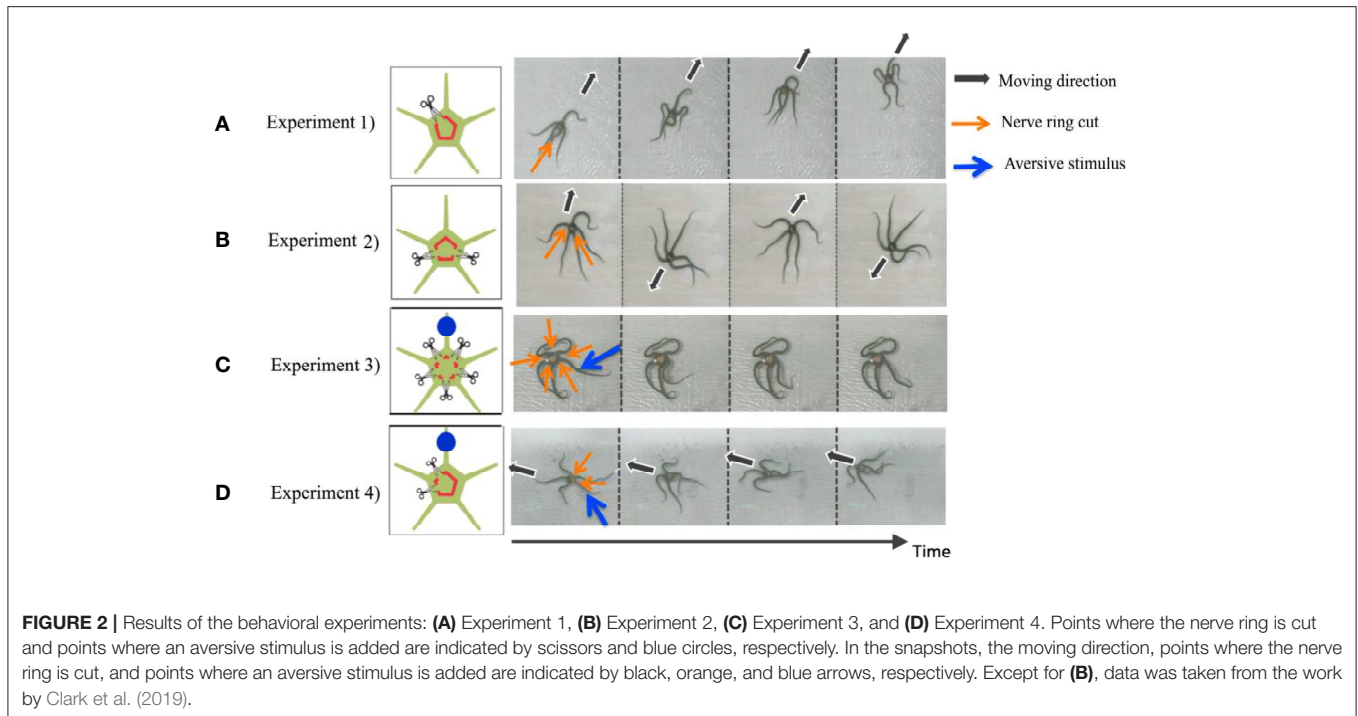 Moving direction
A Experiment 1)
Nerve ring cut
Aversive stimulus
B Experiment 2)
C Experiment 3)
D Experiment 4)
Time
FIGURE 2 | Results of the behavioral experiments: (A) Experiment 1, (B) Experiment 2, (C) Experiment 3, and (D) Experiment 4. Points where the nerve ring is cut
and points where an aversive stimulus is added are indicated by scissors and blue circles, respectively. In the snapshots, the moving direction, points where the nerve
ring is cut, and points where an aversive stimulus is added are indicated by black, orange, and blue arrows, respectively. Except for (B), data was taken from the work
by Clark et al. (2019).